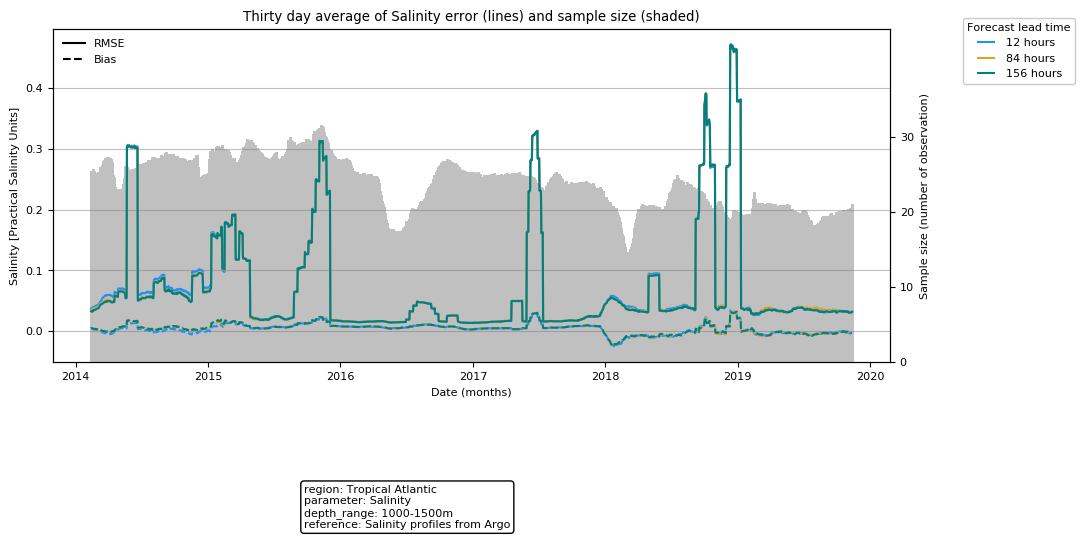 Thirty day average of Salinity error (lines) and sample size (shaded)
Forecast lead time
12 hours
84 hours
156 hours
RMSE
Bias
Salinity [Practical Salinity Units]
0.4
0.3
0.2
0.1
0.0
Sample size (number of observation)
30
20
10
0
2014
2015
2016
2017
2018
2019
2020
Date (months)
region: Tropical Atlantic
parameter: Salinity
depth_range: 1000-1500m
reference: Salinity profiles from Argo